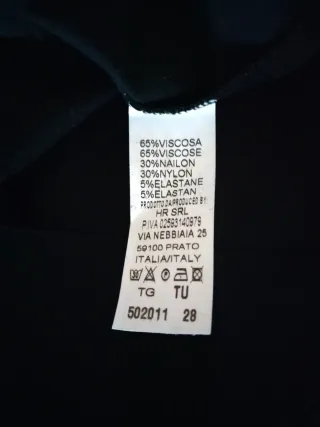 65%VISCOSA
65%VISCOSE
30%NAILON
30%NYLON
5%ELASTANE
5%ELASTAN
PRODOTTO DA/PRODUCED BY:
HR SRL
P.IVA 02593140979
VIA NEBBIAIA 25
59100 PRATO
ITALIA/ITALY
TG TU
502011 28